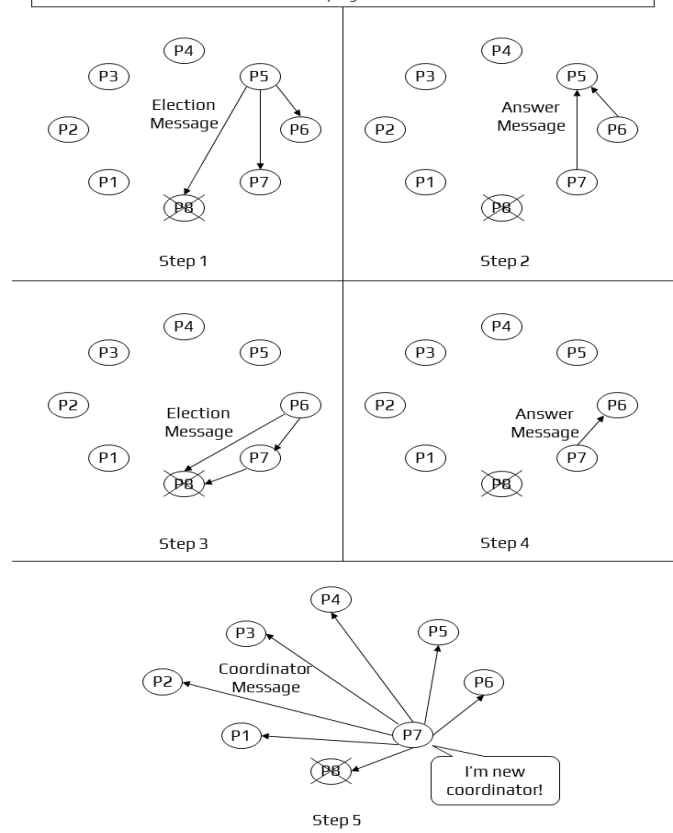 P4
P3
P5
Election
Message
P2
P6
P1
P7
P8
Step 1
P4
P3
P5
Answer
Message
P2
P6
P1
P7
P8
Step 2
P4
P3
P5
P2
P6
Election
Message
P1
P7
P8
Step 3
P4
P3
P5
P2
P6
Answer
Message
P1
P7
P8
Step 4
P4
P3
P5
Coordinator
Message
P2
P6
P1
P7
P8
I'm new
coordinator!
Step 5